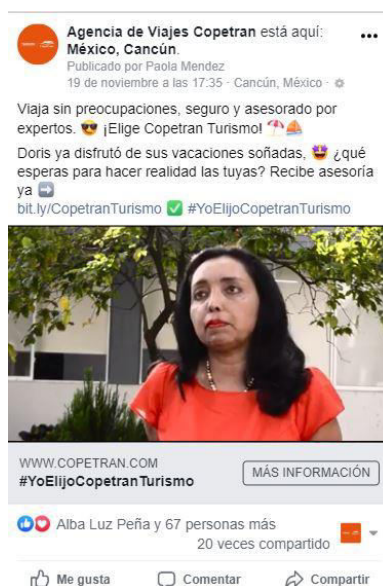 Agencia de Viajes Copetran está aquí:
México, Cancún.
Publicado por Paola Mendez
19 de noviembre a las 17:35 · Cancún, México ·
Viaja sin preocupaciones, seguro y asesorado por
expertos. 😎 ¡Elige Copetran Turismo! ⛱️⛵
Doris ya disfrutó de sus vacaciones soñadas, 🤩 ¿qué
esperas para hacer realidad las tuyas? Recibe asesoría
ya ➡️
bit.ly/CopetranTurismo ✅ #YoElijoCopetranTurismo
WWW.COPETRAN.COM
#YoElijoCopetranTurismo
MÁS INFORMACIÓN
Alba Luz Peña y 67 personas más
20 veces compartido
Me gusta Comentar Compartir